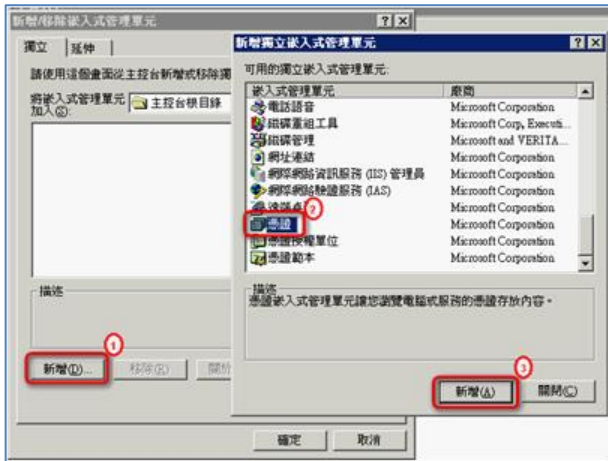 新增/移除嵌入式管理單元
獨立
延伸
請使用這個畫面從主控台新增或移除獨
將嵌入式管理單元
加入(S):
主控台根目錄
描述
1
新增(D)...
移除(R)
關於
確定
取消
新增獨立嵌入式管理單元
可用的獨立嵌入式管理單元:
嵌入式管理單元 廠商
電話語音 Microsoft Corporation
磁碟重組工具 Microsoft Corp, Executi...
磁碟管理 Microsoft and VERITA...
網址連結 Microsoft Corporation
網際網路資訊服務 (IIS) 管理員 Microsoft Corporation
網際網路驗證服務 (IAS) Microsoft Corporation
遠端桌 Microsoft Corporation
2
憑證 Microsoft Corporation
憑證授權單位 Microsoft Corporation
憑證範本 Microsoft Corporation
描述
憑證嵌入式管理單元讓您瀏覽電腦或服務的憑證存放內容。
3
新增(A)
關閉(C)